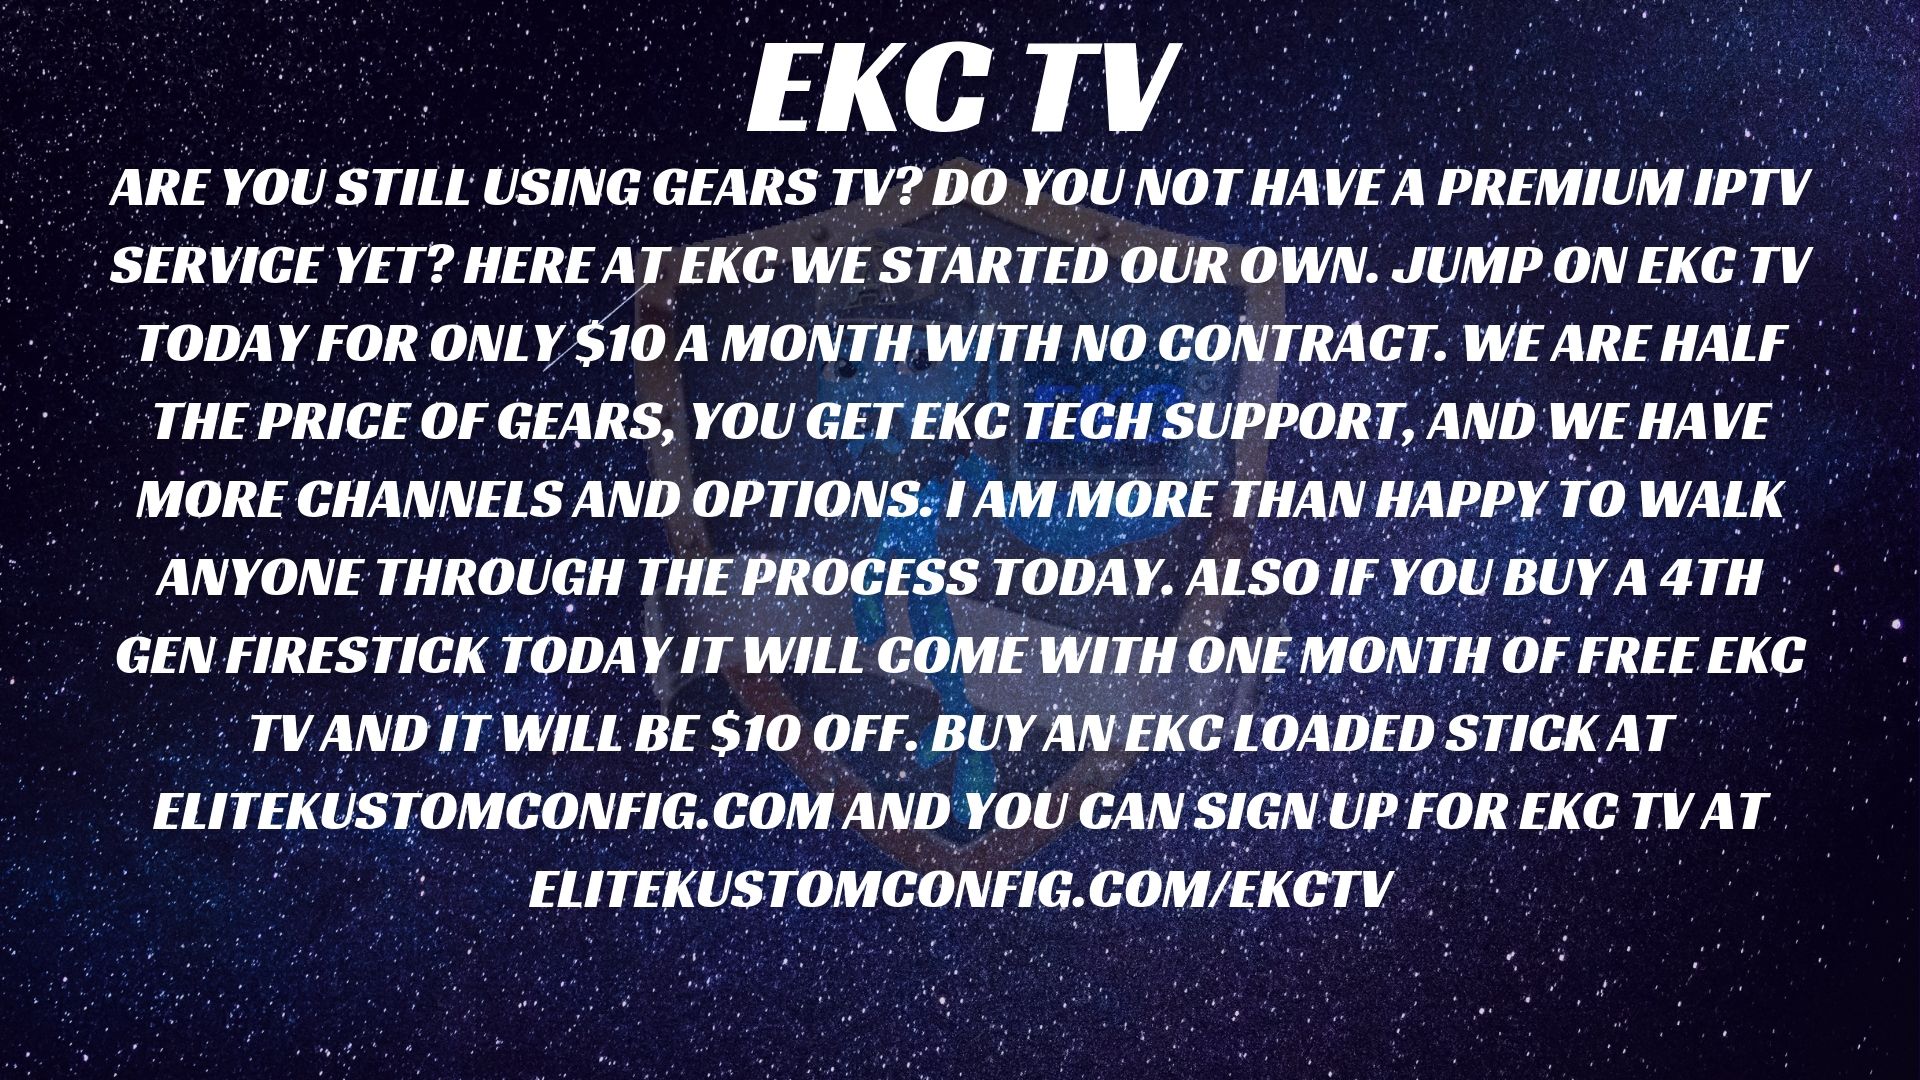 EKC TV
ARE YOU STILL USING GEARS TV? DO YOU NOT HAVE A PREMIUM IPTV
SERVICE YET? HERE AT EKC WE STARTED OUR OWN. JUMP ON EKC TV
TODAY FOR ONLY $10 A MONTH WITH NO CONTRACT. WE ARE HALF
THE PRICE OF GEARS, YOU GET EKC TECH SUPPORT, AND WE HAVE
MORE CHANNELS AND OPTIONS. I AM MORE THAN HAPPY TO WALK
ANYONE THROUGH THE PROCESS TODAY. ALSO IF YOU BUY A 4TH
GEN FIRESTICK TODAY IT WILL COME WITH ONE MONTH OF FREE EKC
TV AND IT WILL BE $10 OFF. BUY AN EKC LOADED STICK AT
ELITEKUSTOMCONFIG.COM AND YOU CAN SIGN UP FOR EKC TV AT
ELITEKUSTOMCONFIG.COM/EKCTV
EKC